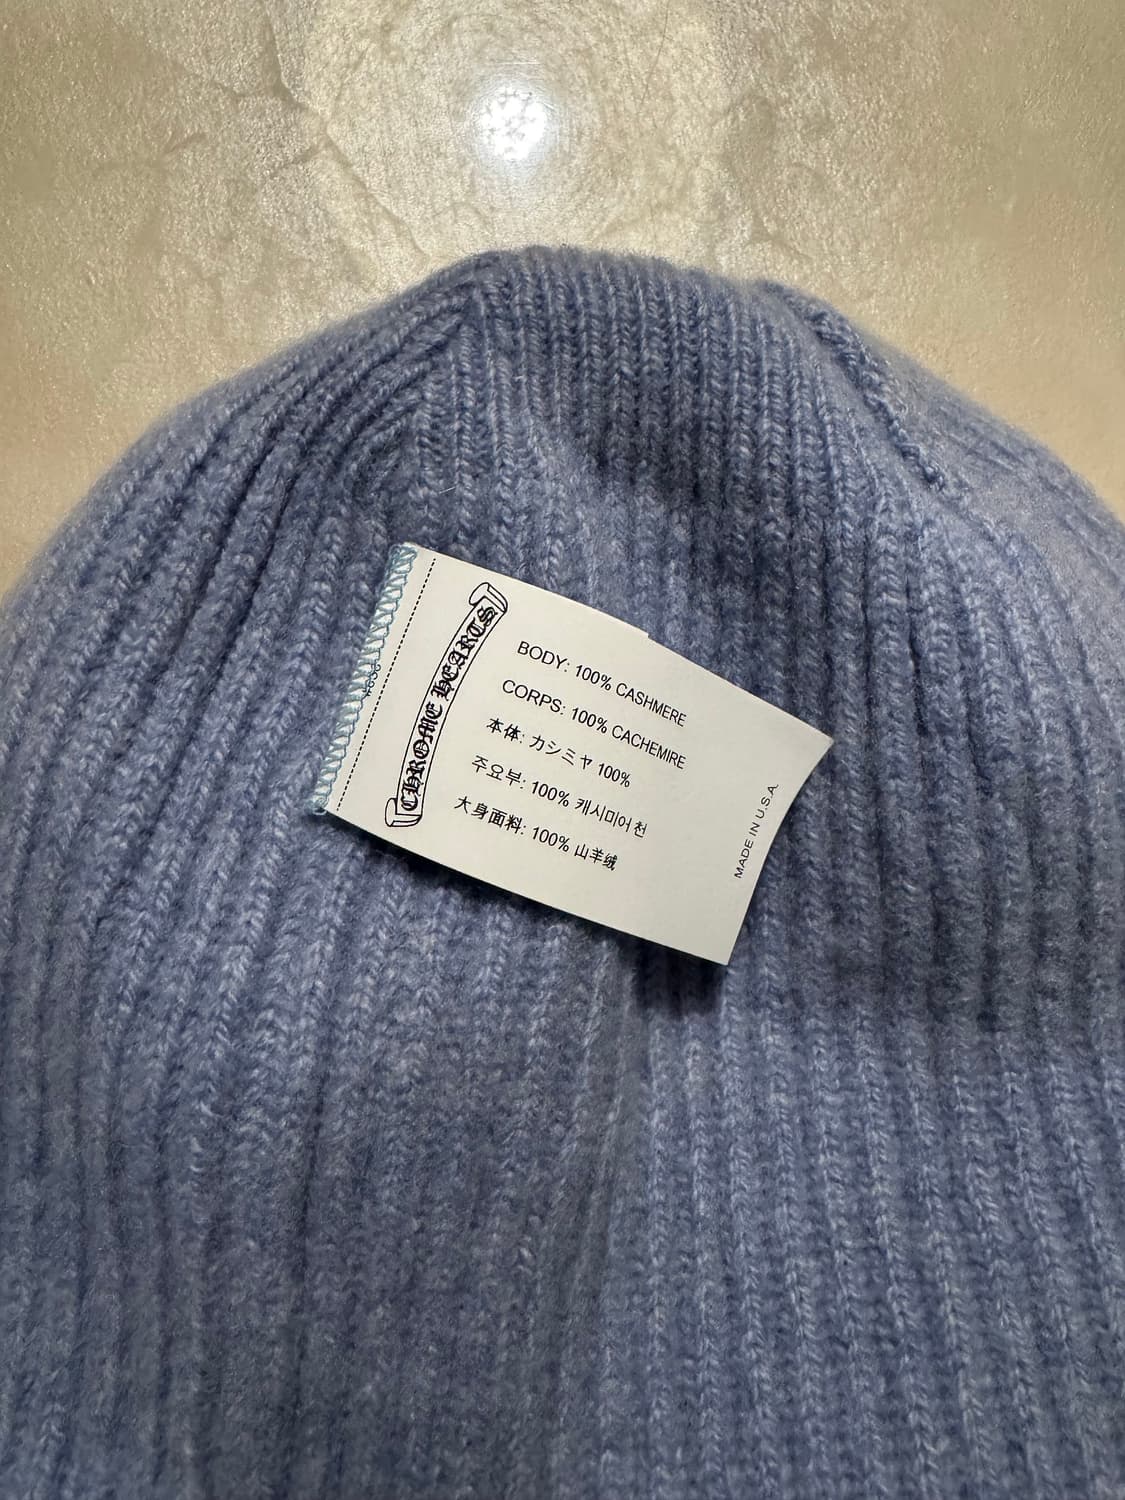 CHROME HEARTS
BODY: 100% CASHMERE
CORPS: 100% CACHEMIRE
本体: カシミヤ 100%
주요부: 100% 캐시미어 천
大身面料: 100% 山羊绒
MADE IN U.S.A.